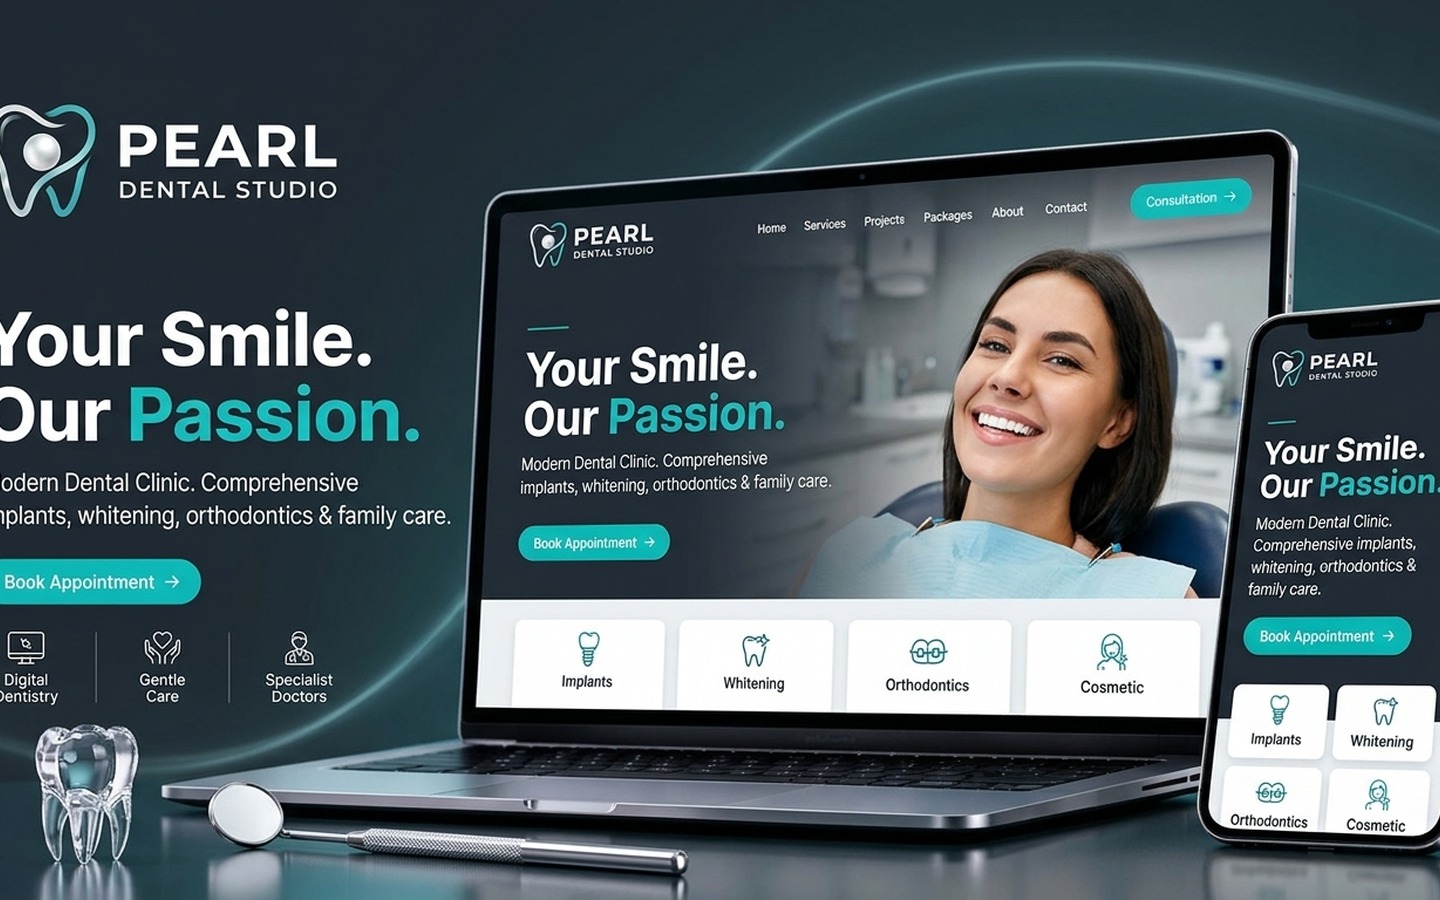 PEARL
DENTAL STUDIO
Your Smile.
Our Passion.
odern Dental Clinic. Comprehensive
mplants, whitening, orthodontics & family care.
Book Appointment →
Digital
Dentistry
Gentle
Care
Specialist
Doctors
PEARL
DENTAL STUDIO
Home
Services
Projects
Packages
About
Contact
Consultation →
Your Smile.
Our Passion.
Modern Dental Clinic. Comprehensive
implants, whitening, orthodontics & family care.
Book Appointment →
Implants
Whitening
Orthodontics
Cosmetic
PEARL
DENTAL STODIO
Your Smile.
Our Passion.
Modern Dental Clinic.
Comprehensive implants,
whitening, orthodontics &
family care.
Book Appointment →
Implants
Whitening
Orthodontics
Cosmetic